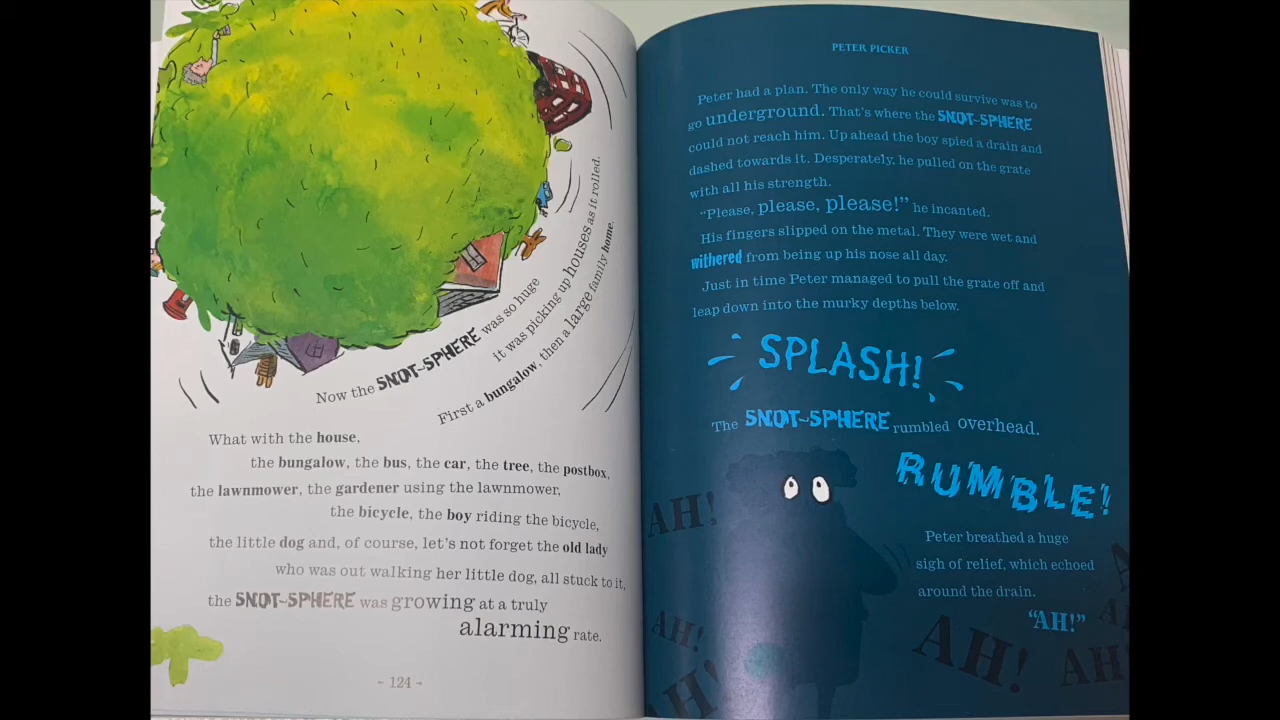 Now the SNOT-SPHERE was so huge
it was picking up houses as it rolled.
First a bungalow, then a large family home.
What with the house,
the bungalow, the bus, the car, the tree, the postbox,
the lawnmower, the gardener using the lawnmower,
the bicycle, the boy riding the bicycle,
the little dog and, of course, let's not forget the old lady
who was out walking her little dog, all stuck to it,
the SNOT-SPHERE was growing at a truly
alarming rate.
- 124 -
PETER PICKER
Peter had a plan. The only way he could survive was to
go underground. That's where the SNOT-SPHERE
could not reach him. Up ahead the boy spied a drain and
dashed towards it. Desperately, he pulled on the grate
with all his strength.
"Please, please, please!" he incanted.
His fingers slipped on the metal. They were wet and
withered from being up his nose all day.
Just in time Peter managed to pull the grate off and
leap down into the murky depths below.
SPLASH!
The SNOT-SPHERE rumbled overhead.
RUMBLE!
AH!
Peter breathed a huge
sigh of relief, which echoed
around the drain.
"AH!"
AH!
AH!
AH!
AH!